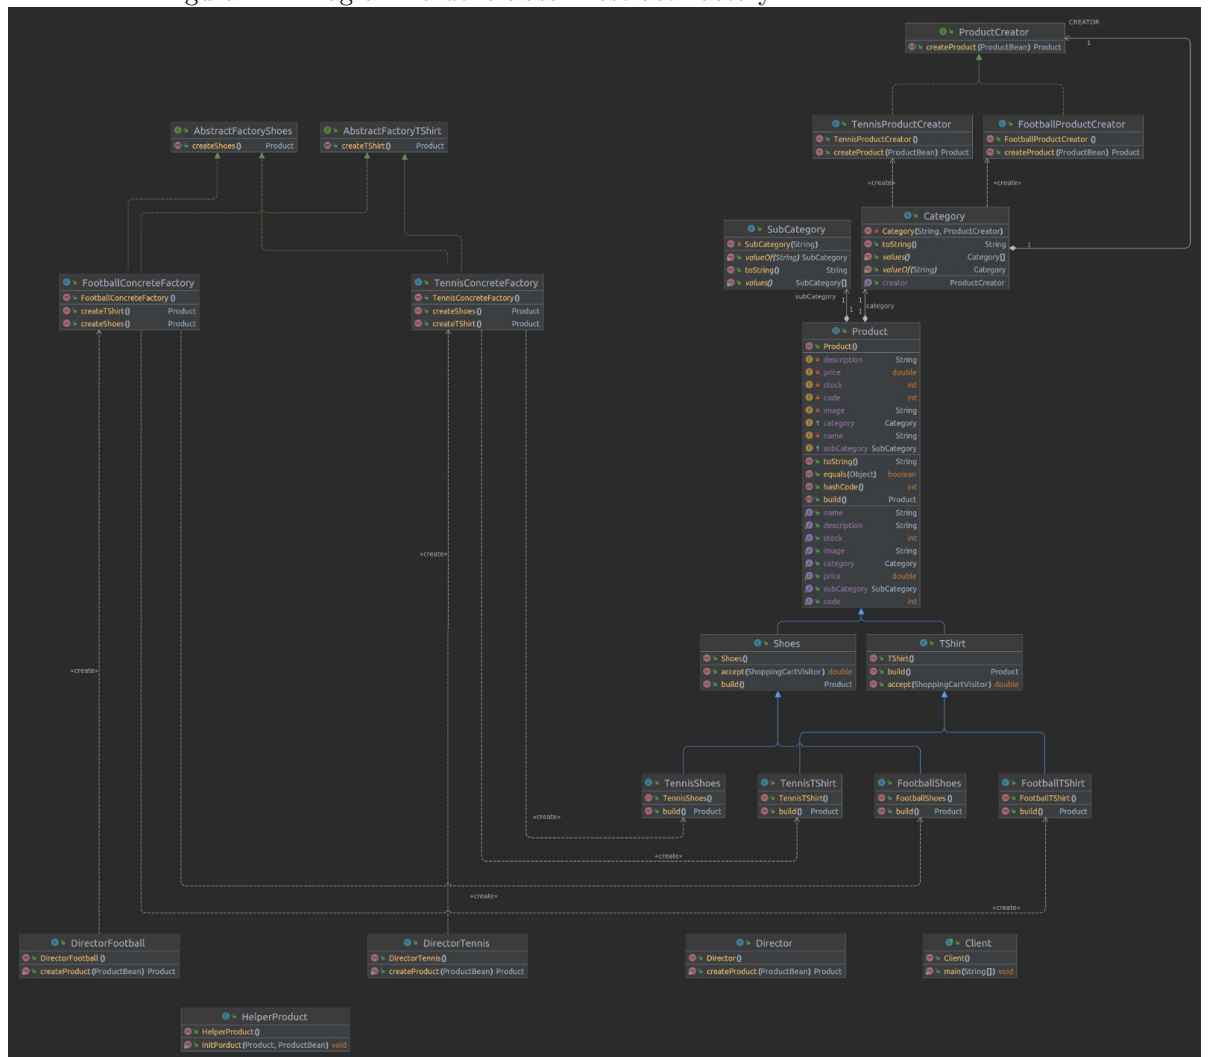 CREATOR
ProductCreator
createProduct(ProductBean) Product
1
AbstractFactoryShoes
createShoes() Product
AbstractFactoryTShirt
createTShirt() Product
TennisProductCreator
TennisProductCreator()
createProduct(ProductBean) Product
FootballProductCreator
FootballProductCreator()
createProduct(ProductBean) Product
«create»
«create»
SubCategory
SubCategory(String)
valueOf(String) SubCategory
toString() String
values() SubCategory[]
Category
Category(String, ProductCreator)
toString() String
values() Category[]
valueOf(String) Category
creator ProductCreator
1
subCategory
1
1
category
1
1
FootballConcreteFactory
FootballConcreteFactory()
createTShirt() Product
createShoes() Product
TennisConcreteFactory
TennisConcreteFactory()
createShoes() Product
createTShirt() Product
Product
Product()
description String
price double
stock int
code int
image String
category Category
name String
subCategory SubCategory
toString() String
equals(Object) boolean
hashCode() int
build() Product
name String
description String
stock int
image String
category Category
price double
subCategory SubCategory
code int
«create»
«create»
Shoes
Shoes()
accept(ShoppingCartVisitor) double
build() Product
TShirt
TShirt()
build() Product
accept(ShoppingCartVisitor) double
TennisShoes
TennisShoes()
build() Product
TennisTShirt
TennisTShirt()
build() Product
FootballShoes
FootballShoes()
build() Product
FootballTShirt
FootballTShirt()
build() Product
«create»
«create»
«create»
«create»
DirectorFootball
DirectorFootball()
createProduct(ProductBean) Product
DirectorTennis
DirectorTennis()
createProduct(ProductBean) Product
Director
Director()
createProduct(ProductBean) Product
Client
Client()
main(String[]) void
HelperProduct
HelperProduct()
initPorduct(Product, ProductBean) void